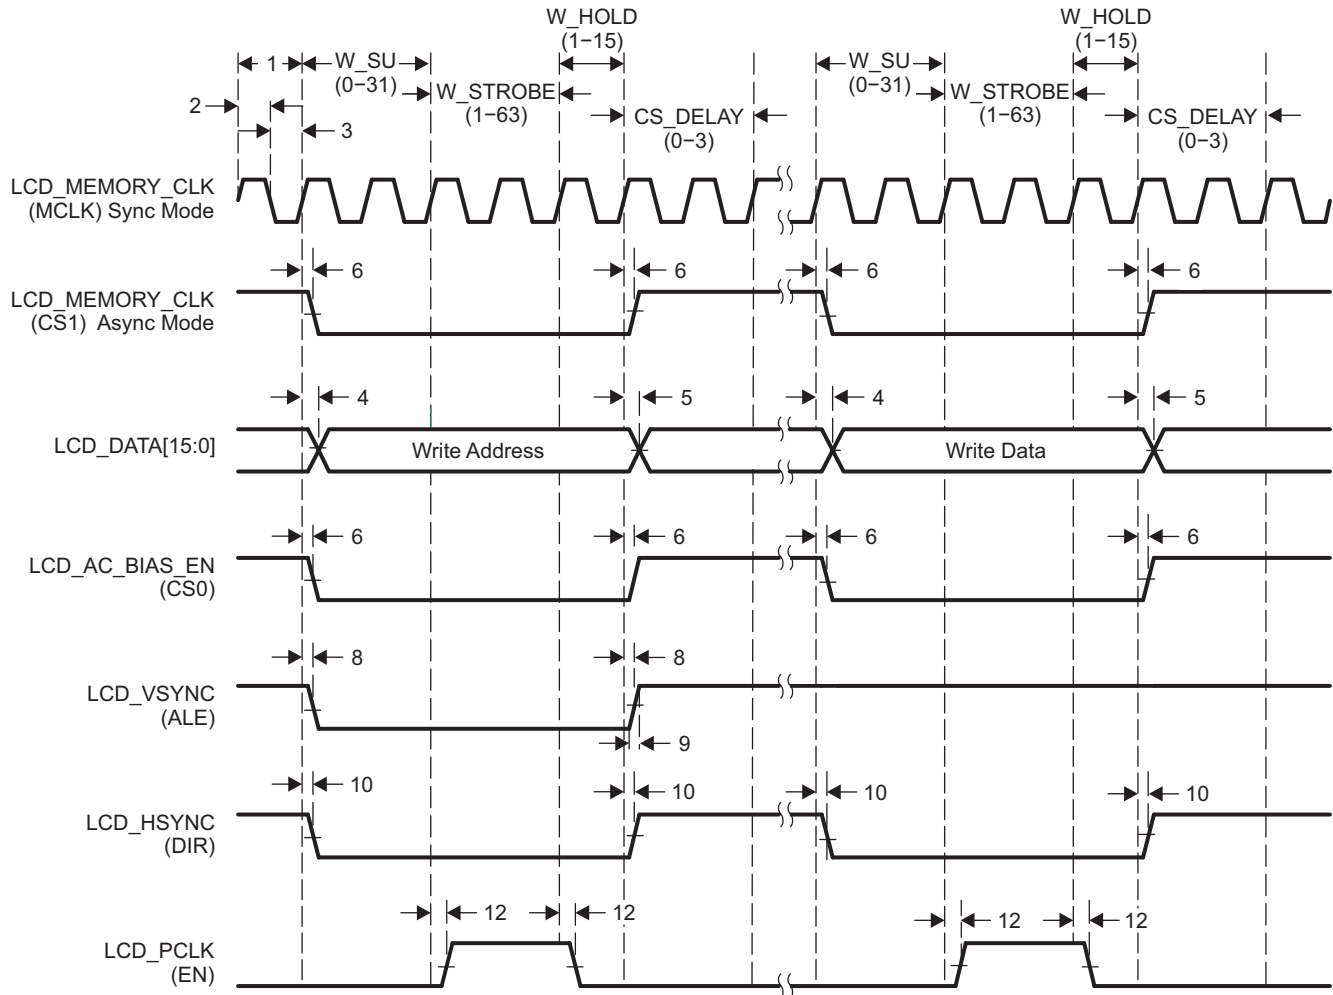 W_HOLD
(1−15)
W_HOLD
(1−15)
1
W_SU
(0−31)
W_SU
(0−31)
2
W_STROBE
(1−63)
W_STROBE
(1−63)
3
CS_DELAY
(0−3)
CS_DELAY
(0−3)
LCD_MEMORY_CLK
(MCLK) Sync Mode
6 6 6 6
LCD_MEMORY_CLK
(CS1) Async Mode
4 5 4 5
LCD_DATA[15:0]
Write Address
Write Data
6 6 6 6
LCD_AC_BIAS_EN
(CS0)
8 8
LCD_VSYNC
(ALE)
9
10 10 10 10
LCD_HSYNC
(DIR)
12 12 12 12
LCD_PCLK
(EN)